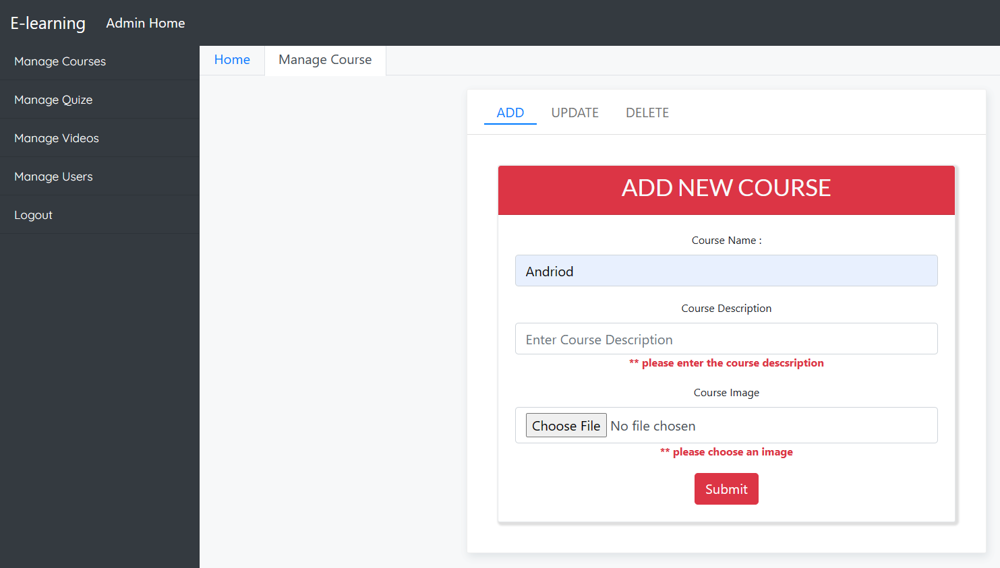 E-learning Admin Home
Manage Courses
Manage Quize
Manage Videos
Manage Users
Logout
Home Manage Course
ADD UPDATE DELETE
ADD NEW COURSE
Course Name :
Andriod
Course Description
Enter Course Description
** please enter the course descsription
Course Image
Choose File No file chosen
** please choose an image
Submit